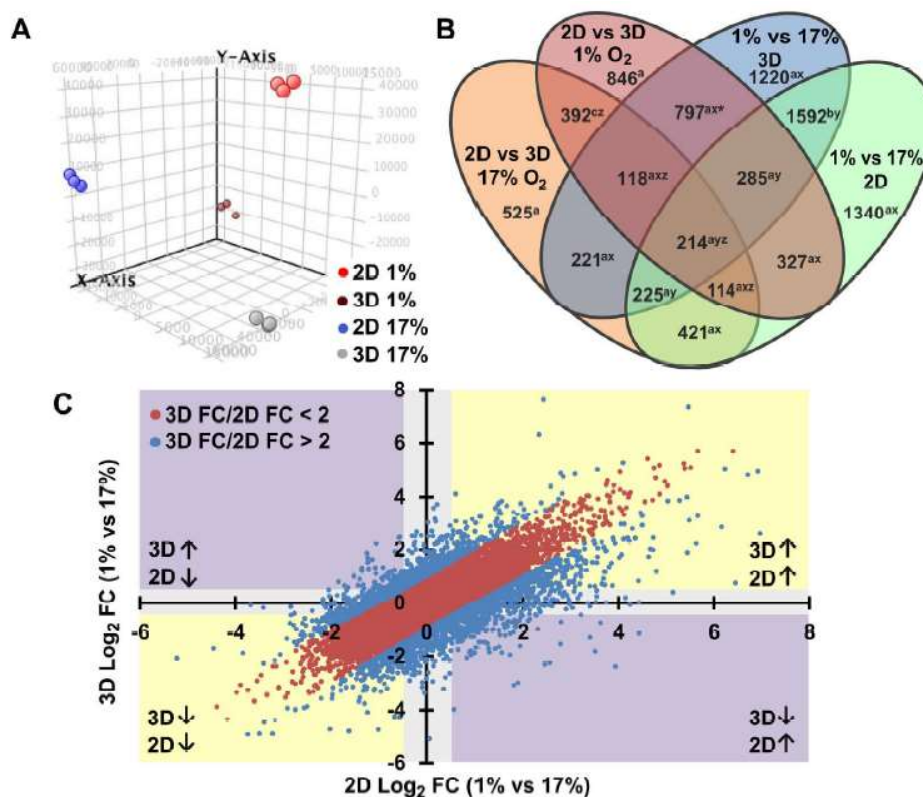 A
Y-Axis
X-Axis
2D 1%
3D 1%
2D 17%
3D 17%
B
2D vs 3D
1% O₂
846ᵃ
1% vs 17%
3D
1220ᵃˣ
392ᶜᶻ
797ᵃˣ*
1592ᵇʸ
2D vs 3D
17% O₂
525ᵃ
118ᵃˣᶻ
285ᵃʸ
1% vs 17%
2D
1340ᵃˣ
221ᵃˣ
214ᵃʸᶻ
327ᵃˣ
225ᵃʸ
114ᵃˣᶻ
421ᵃˣ
C
3D FC/2D FC < 2
3D FC/2D FC > 2
3D Log₂ FC (1% vs 17%)
8
6
4
2
0
-2
-4
-6
-6 -4 -2 0 2 4 6 8
3D ↑
2D ↓
3D ↑
2D ↑
3D ↓
2D ↓
3D ↓
2D ↑
2D Log₂ FC (1% vs 17%)